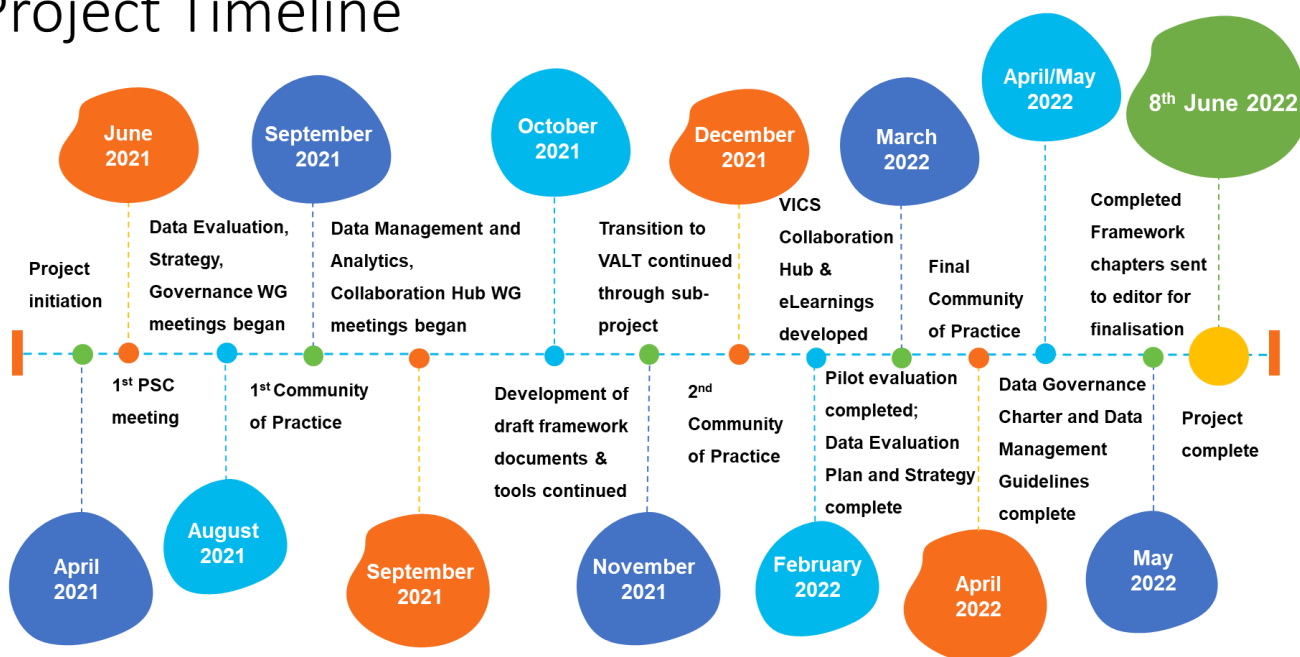 Project Timeline
June
2021
September
2021
October
2021
December
2021
March
2022
April/May
2022
8th June 2022
Project
initiation
Data Evaluation,
Strategy,
Governance WG
meetings began
Data Management and
Analytics,
Collaboration Hub WG
meetings began
Transition to
VALT continued
through sub-
project
VICS
Collaboration
Hub &
eLearnings
developed
Final
Community
of Practice
Completed
Framework
chapters sent
to editor for
finalisation
1st PSC
meeting
1st Community
of Practice
Development of
draft framework
documents &
tools continued
2nd
Community
of Practice
Pilot evaluation
completed;
Data Evaluation
Plan and Strategy
complete
Data Governance
Charter and Data
Management
Guidelines
complete
Project
complete
April
2021
August
2021
September
2021
November
2021
February
2022
April
2022
May
2022